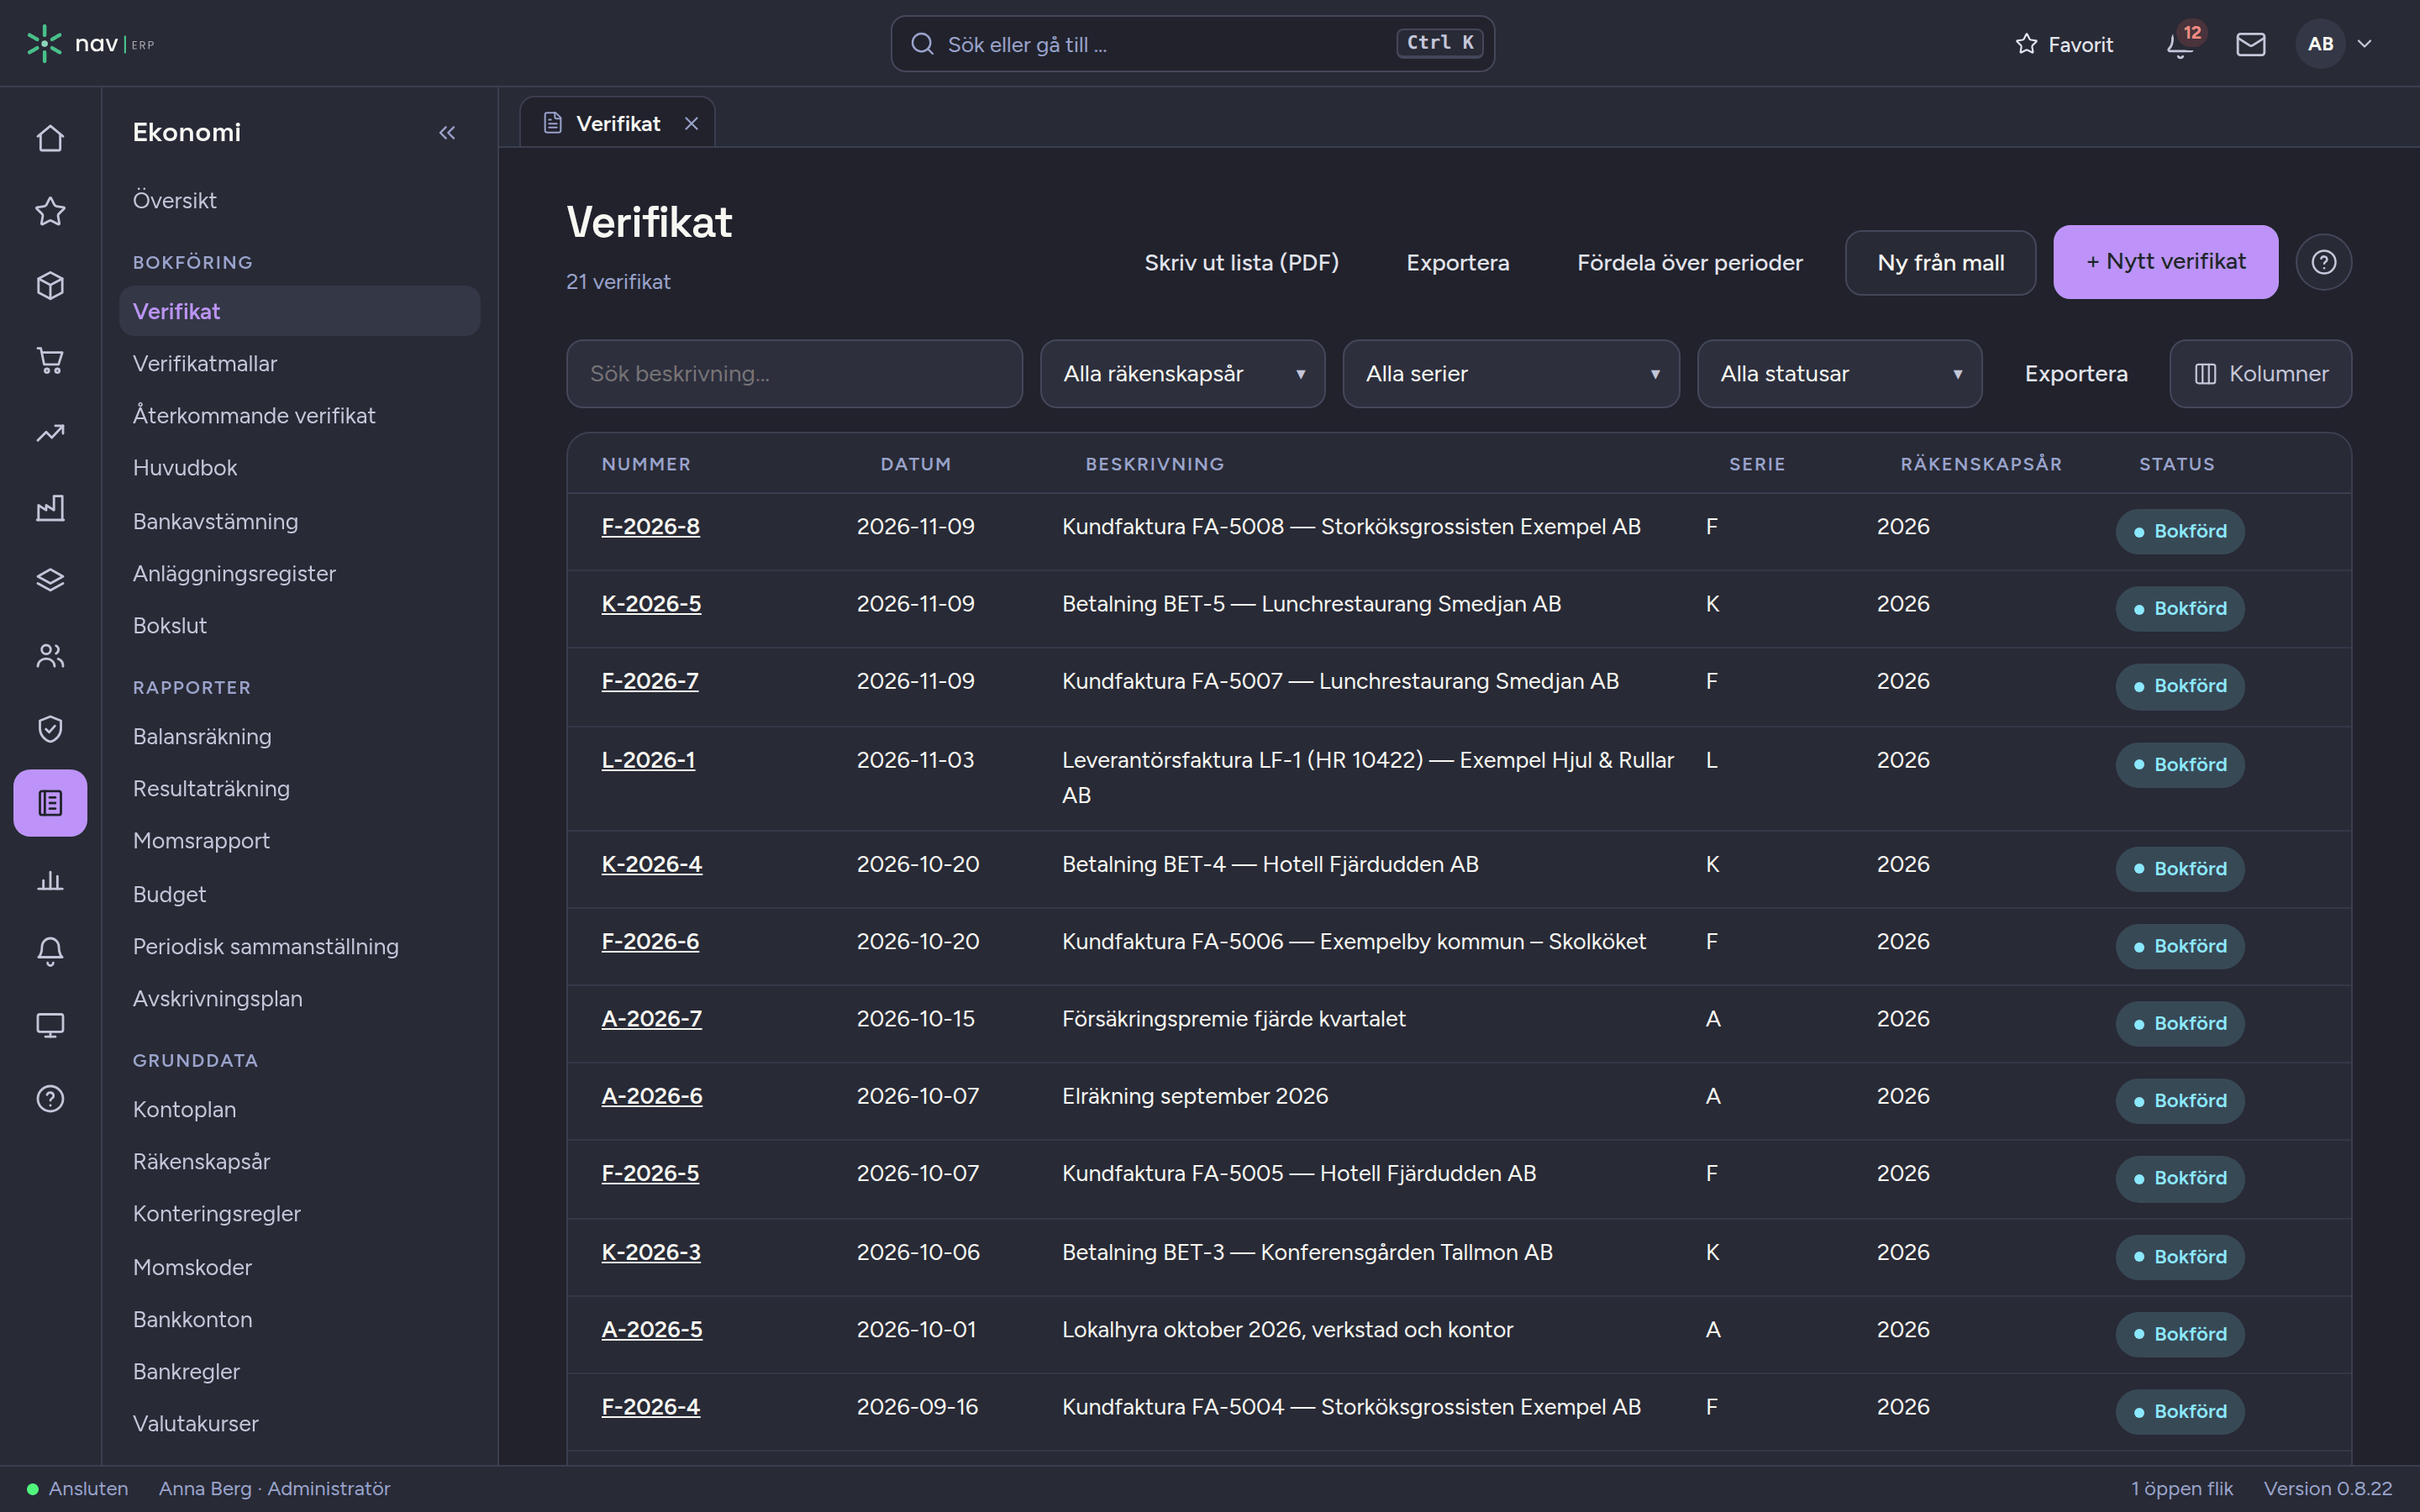 nav | ERP
Sök eller gå till ... Ctrl K
Favorit 12 AB
Ekonomi
Översikt
BOKFÖRING
Verifikat
Verifikatmallar
Återkommande verifikat
Huvudbok
Bankavstämning
Anläggningsregister
Bokslut
RAPPORTER
Balansräkning
Resultaträkning
Momsrapport
Budget
Periodisk sammanställning
Avskrivningsplan
GRUNDDATA
Kontoplan
Räkenskapsår
Konteringsregler
Momskoder
Bankkonton
Bankregler
Valutakurser
Verifikat
Verifikat
21 verifikat
Skriv ut lista (PDF) Exportera Fördela över perioder Ny från mall + Nytt verifikat
Sök beskrivning... Alla räkenskapsår Alla serier Alla statusar Exportera Kolumner
NUMMER DATUM BESKRIVNING SERIE RÄKENSKAPSÅR STATUS
F-2026-8 2026-11-09 Kundfaktura FA-5008 — Storköksgrossisten Exempel AB F 2026 Bokförd
K-2026-5 2026-11-09 Betalning BET-5 — Lunchrestaurang Smedjan AB K 2026 Bokförd
F-2026-7 2026-11-09 Kundfaktura FA-5007 — Lunchrestaurang Smedjan AB F 2026 Bokförd
L-2026-1 2026-11-03 Leverantörsfaktura LF-1 (HR 10422) — Exempel Hjul & Rullar L 2026 Bokförd
AB
K-2026-4 2026-10-20 Betalning BET-4 — Hotell Fjärdudden AB K 2026 Bokförd
F-2026-6 2026-10-20 Kundfaktura FA-5006 — Exempelby kommun – Skolköket F 2026 Bokförd
A-2026-7 2026-10-15 Försäkringspremie fjärde kvartalet A 2026 Bokförd
A-2026-6 2026-10-07 Elräkning september 2026 A 2026 Bokförd
F-2026-5 2026-10-07 Kundfaktura FA-5005 — Hotell Fjärdudden AB F 2026 Bokförd
K-2026-3 2026-10-06 Betalning BET-3 — Konferensgården Tallmon AB K 2026 Bokförd
A-2026-5 2026-10-01 Lokalhyra oktober 2026, verkstad och kontor A 2026 Bokförd
F-2026-4 2026-09-16 Kundfaktura FA-5004 — Storköksgrossisten Exempel AB F 2026 Bokförd
Ansluten Anna Berg · Administratör 1 öppen flik Version 0.8.22